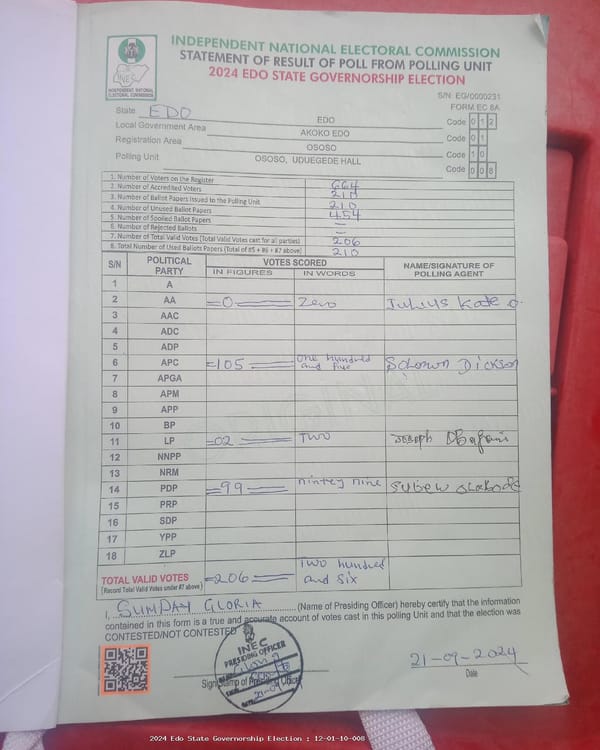 INDEPENDENT NATIONAL ELECTORAL COMMISSION
STATEMENT OF RESULT OF POLL FROM POLLING UNIT
2024 EDO STATE GOVERNORSHIP ELECTION
INEC
INDEPENDENT NATIONAL ELECTORAL COMMISSION
S/N: EG/0000231
FORM EC 8A
State EDO EDO Code 0 1 2
Local Government Area AKOKO EDO Code 0 1
Registration Area OSOSO Code 1 0
Polling Unit OSOSO, UDUEGEDE HALL Code 0 0 8
1. Number of Voters on the Register 664
2. Number of Accredited Voters 210
3. Number of Ballot Papers Issued to the Polling Unit 210
4. Number of Unused Ballot Papers 454
5. Number of Spoiled Ballot Papers =
6. Number of Rejected Ballots =
7. Number of Total Valid Votes (Total Valid Votes cast for all parties) 206
8. Total Number of Used Ballots Papers (Total of #5 + #6 + #7 above) 210
S/N POLITICAL PARTY VOTES SCORED NAME/SIGNATURE OF POLLING AGENT
IN FIGURES IN WORDS
1 A
2 AA =0= Zero Julius Kate O.
3 AAC
4 ADC
5 ADP
6 APC =105= one hundred and five Solomon Dickson
7 APGA
8 APM
9 APP
10 BP
11 LP =02= Two Joseph
12 NNPP
13 NRM
14 PDP =99= nintey nine
15 PRP
16 SDP
17 YPP
18 ZLP
TOTAL VALID VOTES =206= Two hundred and six
(Record Total Valid Votes under #7 above)
I, SUNDAY GLORIA (Name of Presiding Officer) hereby certify that the information
contained in this form is a true and accurate account of votes cast in this polling Unit and that the election was
CONTESTED/NOT CONTESTED
INEC
PRESIDING OFFICER
21-09-2024
Sign/Stamp of Presiding Officer Date
2024 Edo State Governorship Election : 12-01-10-008